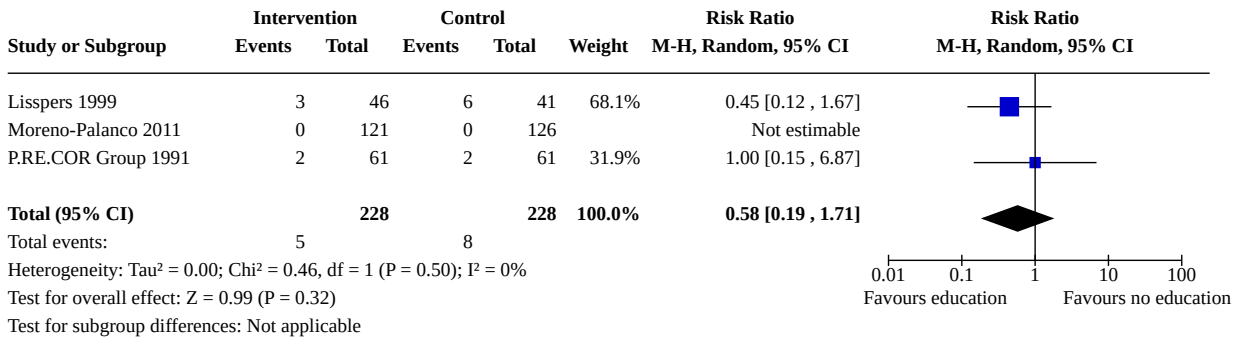 Intervention Control Risk Ratio Risk Ratio
Study or Subgroup Events Total Events Total Weight M-H, Random, 95% CI M-H, Random, 95% CI
Lisspers 1999 3 46 6 41 68.1% 0.45 [0.12 , 1.67]
Moreno-Palanco 2011 0 121 0 126 Not estimable
P.RE.COR Group 1991 2 61 2 61 31.9% 1.00 [0.15 , 6.87]
Total (95% CI) 228 228 100.0% 0.58 [0.19 , 1.71]
Total events: 5 8
Heterogeneity: Tau² = 0.00; Chi² = 0.46, df = 1 (P = 0.50); I² = 0%
0.01 0.1 1 10 100
Test for overall effect: Z = 0.99 (P = 0.32)
Favours education Favours no education
Test for subgroup differences: Not applicable